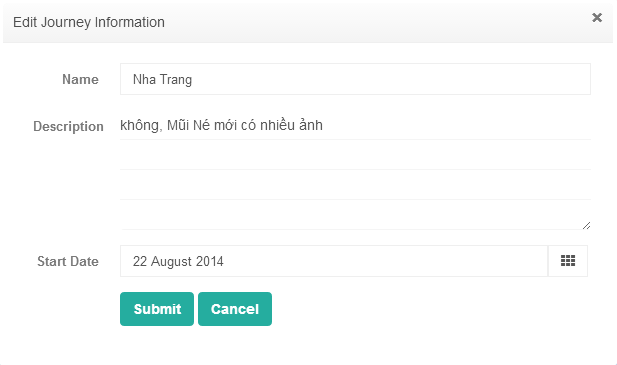 Edit Journey Information
Name
Nha Trang
Description
không, Mũi Né mới có nhiều ảnh
Start Date
22 August 2014
Submit Cancel